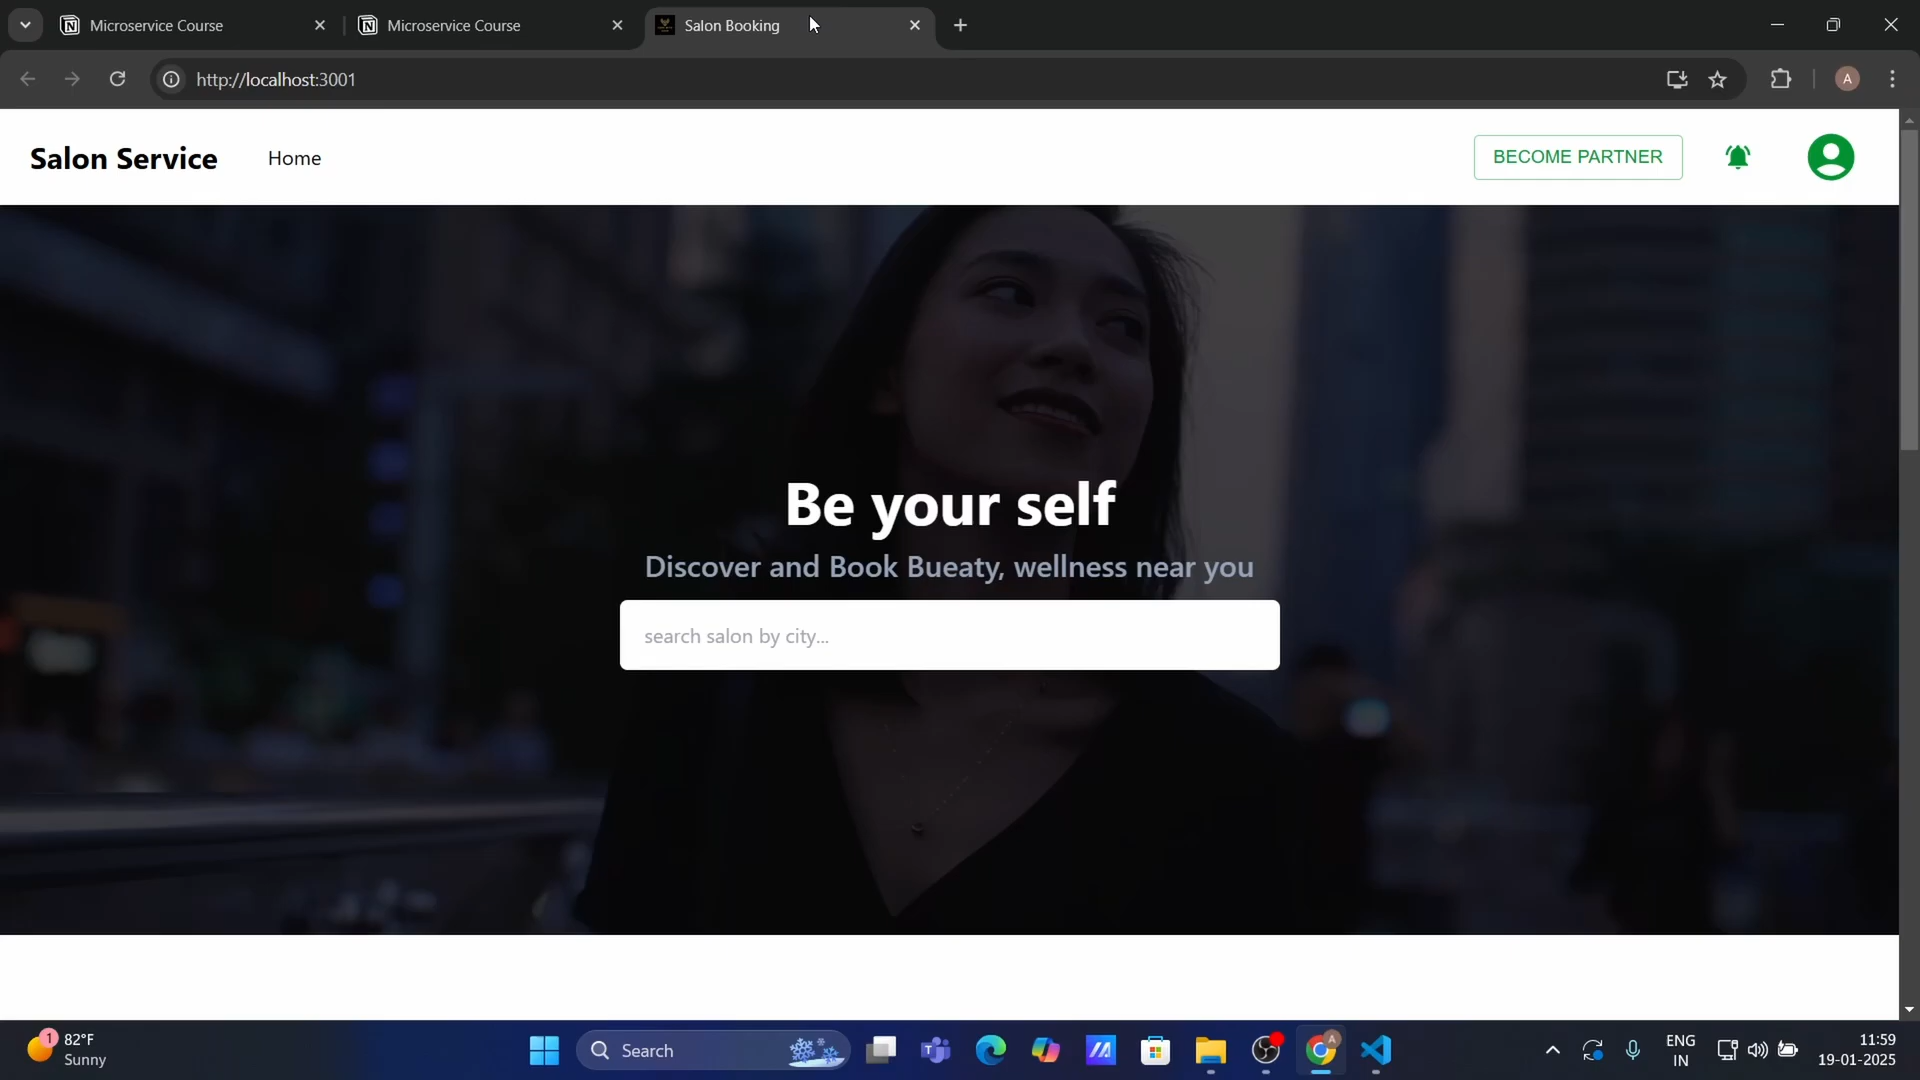 Microservice Course
Microservice Course
Salon Booking
http://localhost:3001
A
Salon Service
Home
BECOME PARTNER
Be your self
Discover and Book Bueaty, wellness near you
search salon by city...
1
82°F
Sunny
Search
A
ENG
IN
11:59
19-01-2025